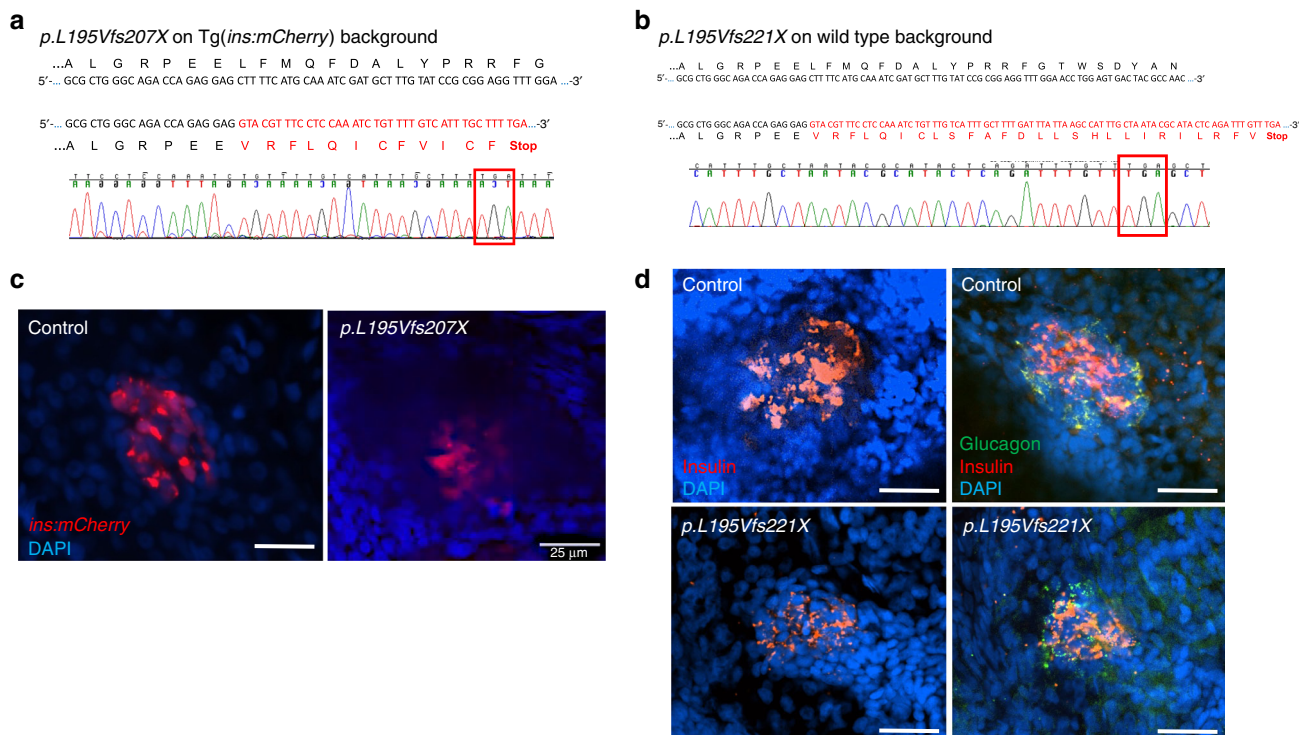 a
p.L195Vfs207X on Tg(ins:mCherry) background
...A L G R P E E L F M Q F D A L Y P R R F G
5′-... GCG CTG GGC AGA CCA GAG GAG CTT TTC ATG CAA ATC GAT GCT TTG TAT CCG CGG AGG TTT GGA ...-3′
5′-... GCG CTG GGC AGA CCA GAG GAG GTA CGT TTC CTC CAA ATC TGT TTT GTC ATT TGC TTT TGA...-3′
...A L G R P E E V R F L Q I C F V I C F Stop
b
p.L195Vfs221X on wild type background
...A L G R P E E L F M Q F D A L Y P R R F G T W S D Y A N
5′-... GCG CTG GGC AGA CCA GAG GAG CTT TTC ATG CAA ATC GAT GCT TTG TAT CCG CGG AGG TTT GGA ACC TGG AGT GAC TAC GCC AAC ...-3′
5′-... GCG CTG GGC AGA CCA GAG GAG GTA CGT TTC CTC CAA ATC TGT TTG TCA TTT GCT TTT GAT TTA TTA AGC CAT TTG CTA ATA CGC ATA CTC AGA TTT GTT TGA ...-3′
...A L G R P E E V R F L Q I C L S F A F D L L S H L L I R I L R F V Stop
C A T T T G C T A A T A C G C A T A C T C A G A T T T G T T T G A G C T
C A T T T G C T A A T A C G C A T A C T C A G A T T T G T T T G A G C T
c
Control
ins:mCherry
DAPI
p.L195Vfs207X
25 μm
d
Control
Insulin
DAPI
Control
Glucagon
Insulin
DAPI
p.L195Vfs221X
p.L195Vfs221X